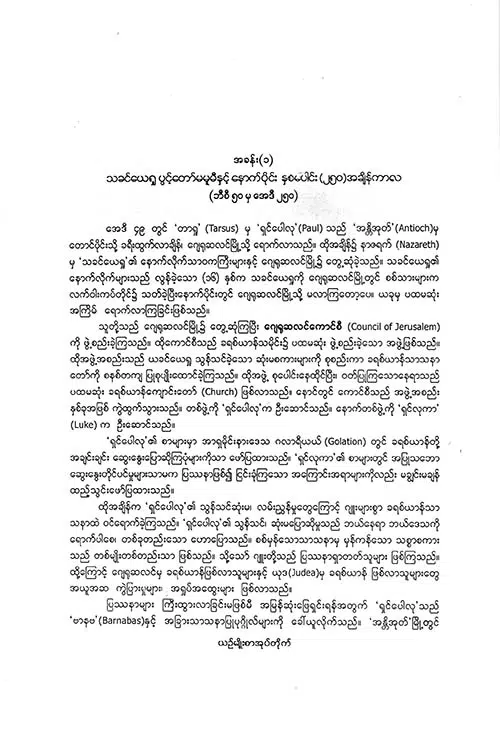 အခန်း(၁)
သခင်ယေရှု ပွင့်တော်မမူမီနှင့် နောက်ပိုင်း နှစ်ပေါင်း(၂၅၀)အချိန်ကာလ
(ဘီစီ ၅၀ မှ အေဒီ ၂၅၀)
အေဒီ ၄၉ တွင် 'တာရှု' (Tarsus) မှ 'ရှင်ပေါလု'(Paul) သည် 'အန္တိအုတ်'(Antioch)မှ
တောင်ပိုင်းသို့ ခရီးထွက်လာချိန်၊ ဂျေရုဆလင်မြို့သို့ ရောက်လာသည်။ ထိုအချိန်၌ နာဇရက် (Nazareth)
မှ 'သခင်ယေရှု'၏ နောက်လိုက်သာဝကကြီးများနှင့် ဂျေရုဆလင်မြို့၌ တွေ့ဆုံခဲ့သည်။ သခင်ယေရှု၏
နောက်လိုက်များသည် လွန်ခဲ့သော (၁၆) နှစ်က သခင်ယေရှုကို ဂျေရုဆလင်မြို့တွင် စစ်သားများက
လက်ဝါးကပ်တိုင်၌ သတ်ခဲ့ပြီးနောက်ပိုင်းတွင် ဂျေရုဆလင်မြို့သို့ မလာကြတော့ပေ။ ယခုမှ ပထမဆုံး
အကြိမ် ရောက်လာကြခြင်းဖြစ်သည်။
သူတို့သည် ဂျေရုဆလင်မြို့၌ တွေ့ဆုံကြပြီး ဂျေရုဆလင်ကောင်စီ (Council of Jerusalem)
ကို ဖွဲ့စည်းခဲ့ကြသည်။ ထိုကောင်စီသည် ခရစ်ယာန်သမိုင်း၌ ပထမဆုံး ဖွဲ့စည်းခဲ့သော အဖွဲ့ဖြစ်သည်။
ထိုအဖွဲ့အစည်းသည် ယခင်ယေရှု သွန်သင်ခဲ့သော ဆုံးမစကားများကို စုစည်းကာ ခရစ်ယာန်သာသနာ
တော်ကို စနစ်တကျ ပြုစုပျိုးထောင်ခဲ့ကြသည်။ ထိုအဖွဲ့ စုပေါင်းနေထိုင်ပြီး ဝတ်ပြုကြသောနေရာသည်
ပထမဆုံး ခရစ်ယာန်ကျောင်းတော် (Church) ဖြစ်လာသည်။ နောင်တွင် ကောင်စီသည် အဖွဲ့အစည်း
နှစ်ခုအဖြစ် ကွဲထွက်သွားသည်။ တစ်ဖွဲ့ကို 'ရှင်ပေါလု'က ဦးဆောင်သည်။ နောက်တစ်ဖွဲ့ကို 'ရှင်လုကာ'
(Luke) က ဦးဆောင်သည်။
'ရှင်ပေါလု'၏ စာများမှာ အာရှမိုင်းနားဒေသ ဂလာရီယယ် (Golation) တွင် ခရစ်ယာန်တို့
အချင်းချင်း ဆွေးနွေးပြောဆိုကြပုံများကိုသာ ဖော်ပြထားသည်။ 'ရှင်လုကာ'၏ စာများတွင် အပြုသဘော
ဆွေးနွေးတိုင်ပင်မှုများသာမက ပြဿနာဖြစ်၍ ငြင်းခုံကြသော အကြောင်းအရာများကိုလည်း မချွင်းမချန်
ထည့်သွင်းဖော်ပြထားသည်။
ထိုအချိန်က 'ရှင်ပေါလု'၏ သွန်သင်ဆုံးမ၊ လမ်းညွှန်မှုတွေကြောင့် ဂျူးများစွာ ခရစ်ယာန်သာ
သနာထဲ ဝင်ရောက်ခဲ့ကြသည်။ 'ရှင်ပေါလု'၏ သွန်သင်၊ ဆုံးမပြောဆိုမှုသည် ဘယ်နေရာ ဘယ်ဒေသကို
ရောက်ပါစေ၊ တစ်ခုတည်းသော ဟောပြောသည်။ စစ်မှန်သောသာသနာမှ မှန်ကန်သော သစ္စာစကား
သည် တစ်မျိုးတစ်တည်းသာ ဖြစ်သည်။ သို့သော် ဂျူးတို့သည် ပြဿနာရှာတတ်သူများ ဖြစ်ကြသည်။
ထို့ကြောင့် ဂျေရုဆလင်မှ ခရစ်ယာန်ဖြစ်လာသူများနှင့် ယုဒ(Judea)မှ ခရစ်ယာန် ဖြစ်လာသူများတွေ
အယူအဆ ကွဲပြားမှုများ၊ အရှုပ်အထွေးများ ဖြစ်လာသည်။
ပြဿနာများ ကြီးထွားလာခြင်းမဖြစ်မီ အမြန်ဆုံးဖြေရှင်းရန်အတွက် 'ရှင်ပေါလု'သည်
'ဗာနဗ'(Barnabas)နှင့် အခြားသာသနာပြုပုဂ္ဂိုလ်များကို ခေါ်ယူလိုက်သည်။ 'အန္တိအုတ်'မြို့တွင်
ယဉ်မျိုးစာအုပ်တိုက်